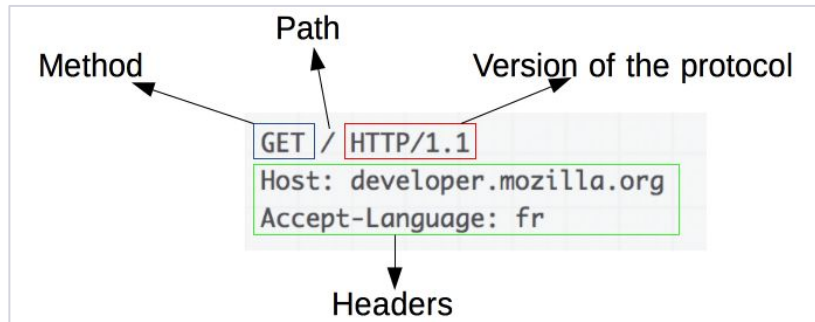 Path
Method
Version of the protocol
GET / HTTP/1.1
Host: developer.mozilla.org
Accept-Language: fr
Headers